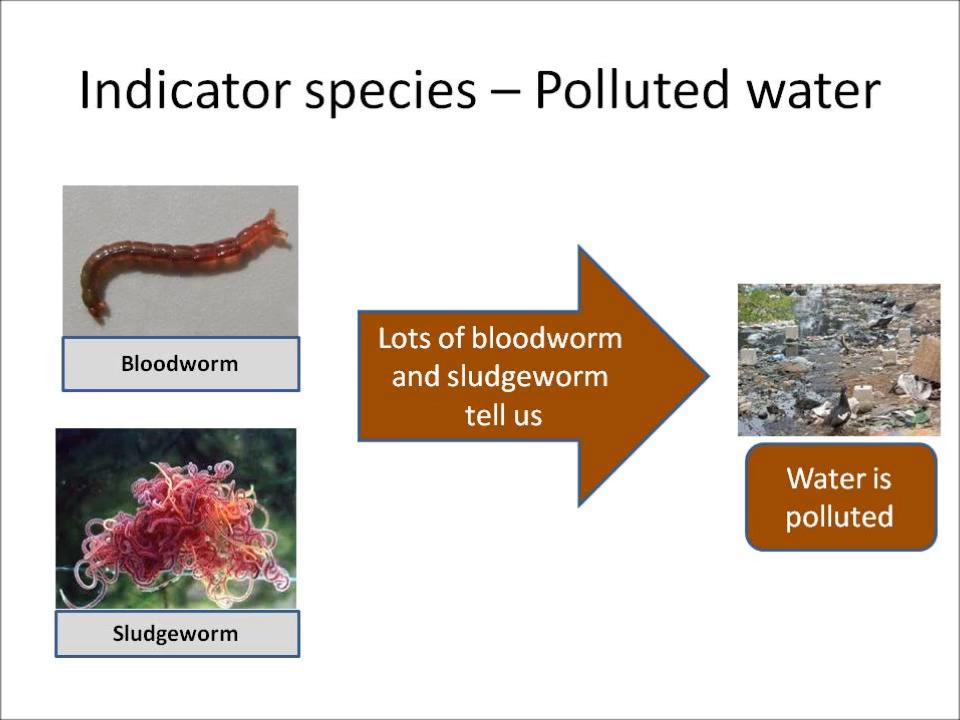 Indicator species – Polluted water
Bloodworm
Lots of bloodworm
and sludgeworm
tell us
Water is
polluted
Sludgeworm